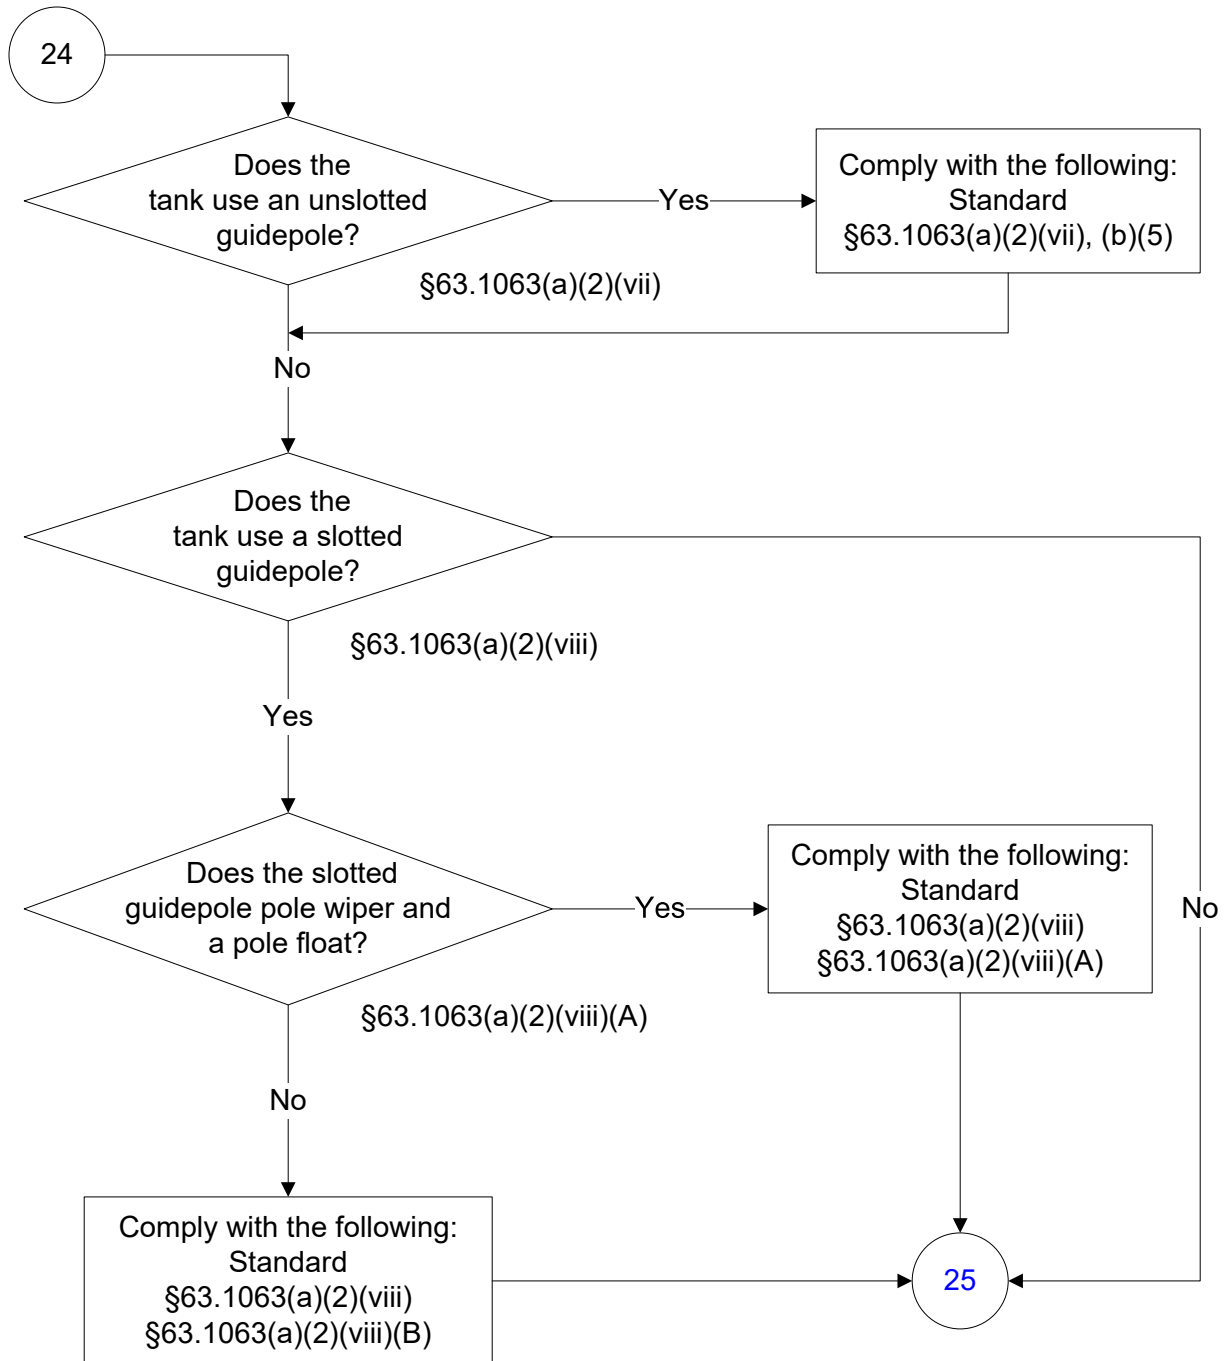 24
Does the
tank use an unslotted
guidepole?
Yes
Comply with the following:
Standard
§63.1063(a)(2)(vii), (b)(5)
§63.1063(a)(2)(vii)
No
Does the
tank use a slotted
guidepole?
§63.1063(a)(2)(viii)
Yes
Does the slotted
guidepole pole wiper and
a pole float?
Yes
Comply with the following:
Standard
§63.1063(a)(2)(viii)
§63.1063(a)(2)(viii)(A)
No
§63.1063(a)(2)(viii)(A)
No
Comply with the following:
Standard
§63.1063(a)(2)(viii)
§63.1063(a)(2)(viii)(B)
25